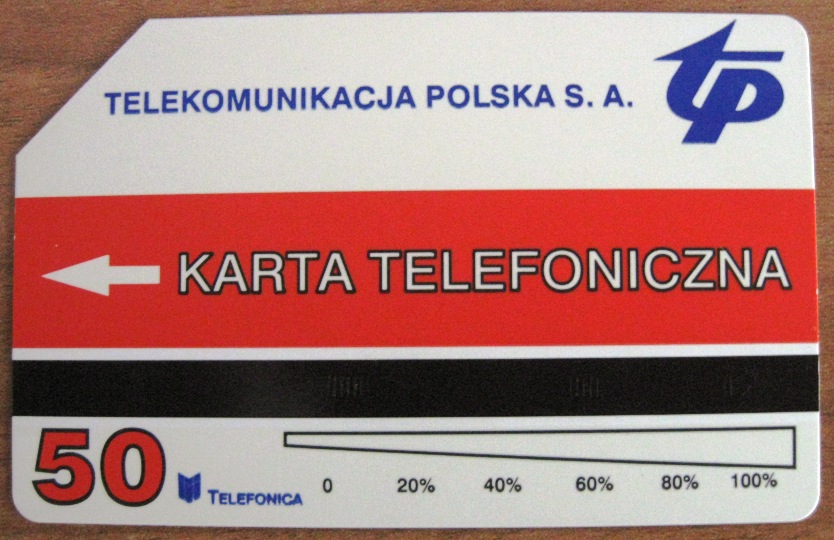 TELEKOMUNIKACJA POLSKA S. A.
tp
KARTA TELEFONICZNA
50
TELEFONICA
0 20% 40% 60% 80% 100%